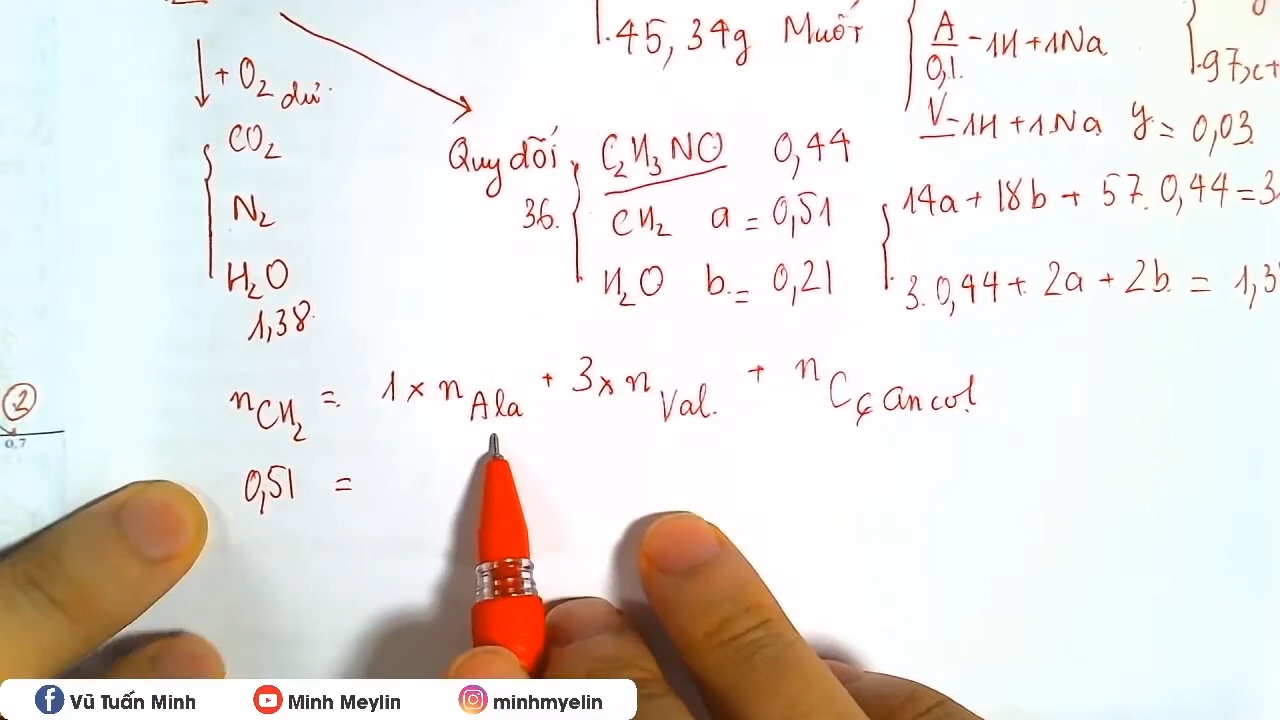 45,34g Muối
A/0,1 -1H+1Na
97x+
+ O₂ dư
V-1H+1Na y = 0,03
CO₂
N₂
H₂O
1,38
Quy đổi
36.
C₂H₃NO 0,44
CH₂ a = 0,51
H₂O b = 0,21
14a + 18b + 57.0,44 = 3
3.0,44 + 2a + 2b = 1,3
2
0,7
nCH₂ = 1 × nAla + 3 × nVal + nC ç ancol
0,51 =
Vũ Tuấn Minh
Minh Meylin
minhmyelin